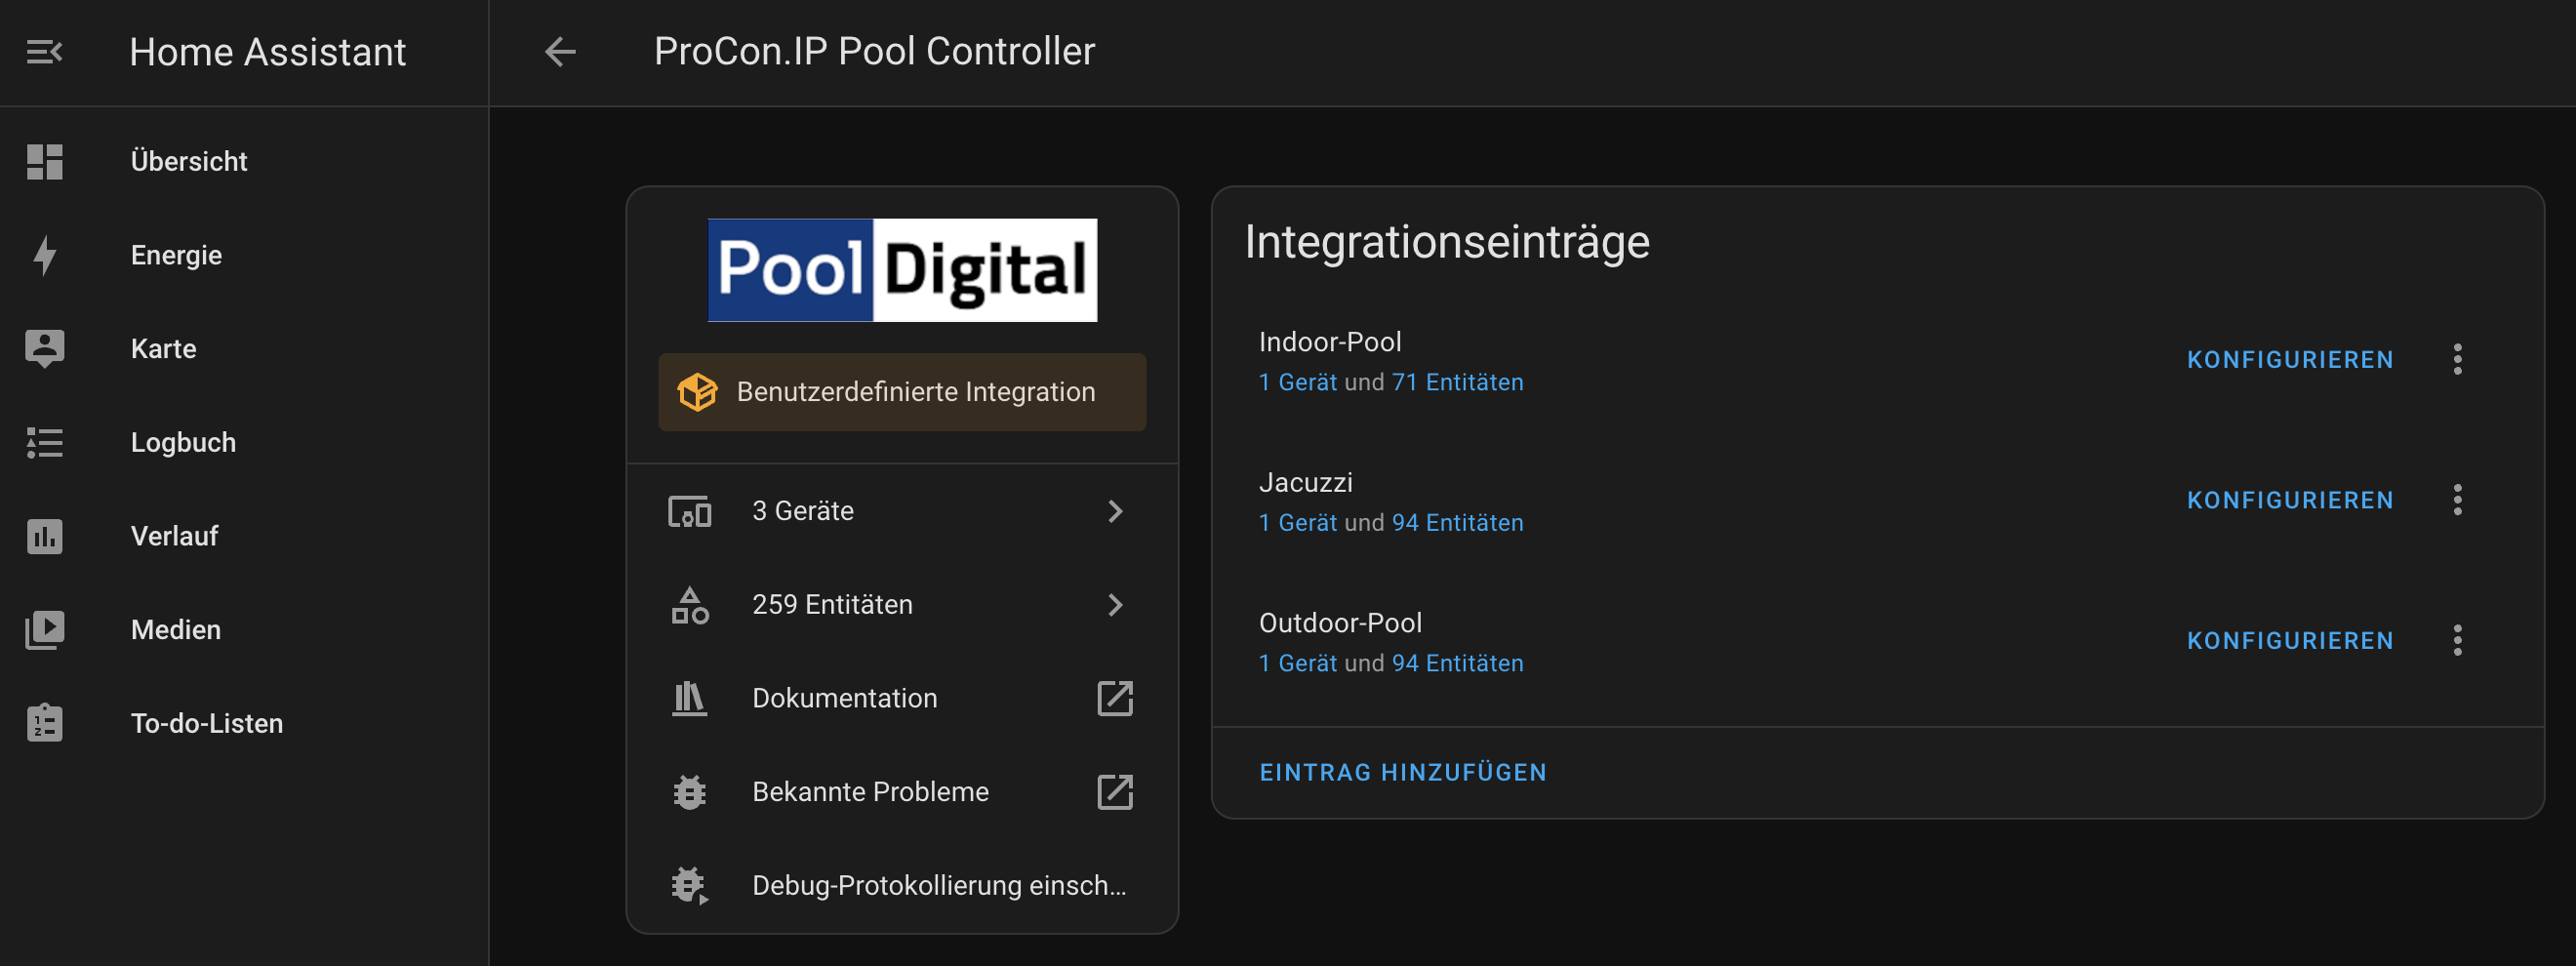 Home Assistant
ProCon.IP Pool Controller
Übersicht
Energie
Karte
Logbuch
Verlauf
Medien
To-do-Listen
Pool Digital
Benutzerdefinierte Integration
3 Geräte
259 Entitäten
Dokumentation
Bekannte Probleme
Debug-Protokollierung einsch...
Integrationseinträge
Indoor-Pool
1 Gerät und 71 Entitäten
KONFIGURIEREN
Jacuzzi
1 Gerät und 94 Entitäten
KONFIGURIEREN
Outdoor-Pool
1 Gerät und 94 Entitäten
KONFIGURIEREN
EINTRAG HINZUFÜGEN